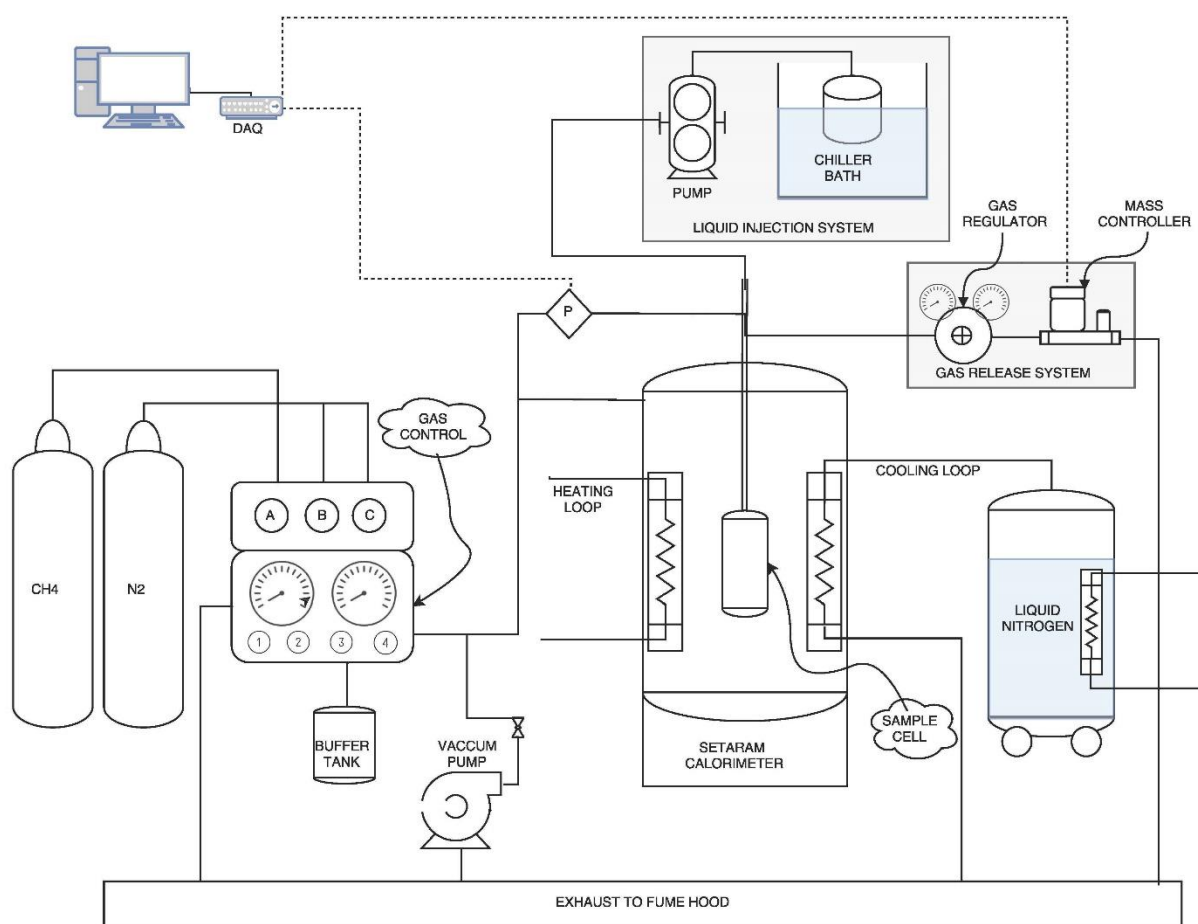 DAQ
PUMP
CHILLER
BATH
LIQUID INJECTION SYSTEM
GAS
REGULATOR
MASS
CONTROLLER
P
GAS RELEASE SYSTEM
GAS
CONTROL
COOLING LOOP
HEATING
LOOP
A
B
C
CH4
N2
1
2
3
4
LIQUID
NITROGEN
SAMPLE
CELL
BUFFER
TANK
VACCUM
PUMP
SETARAM
CALORIMETER
EXHAUST TO FUME HOOD